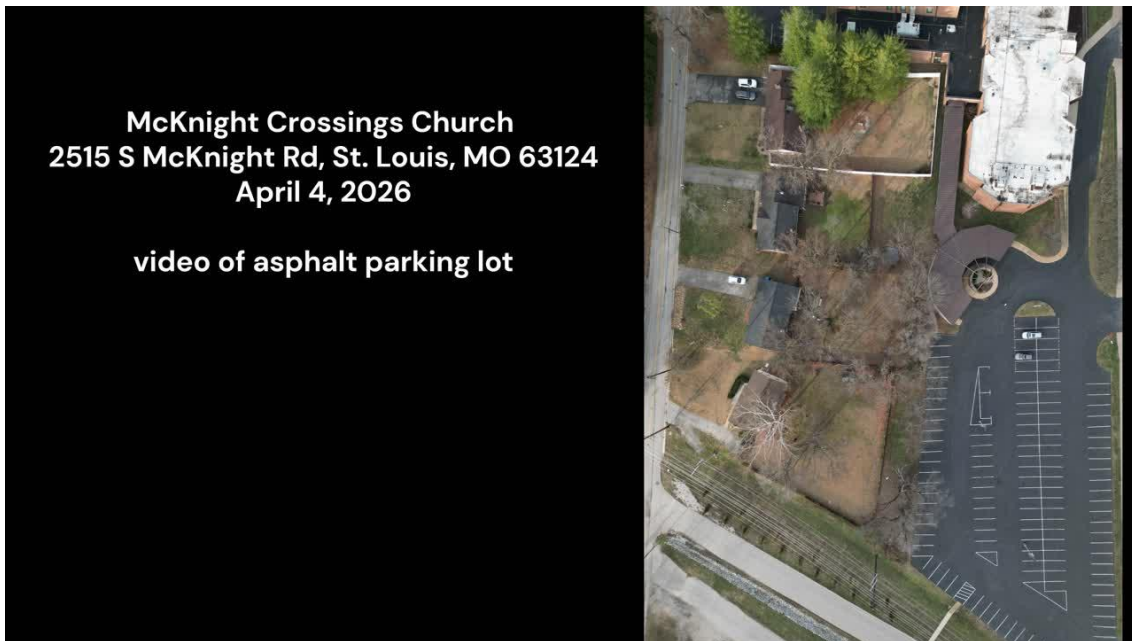 McKnight Crossings Church
2515 S McKnight Rd, St. Louis, MO 63124
April 4, 2026
video of asphalt parking lot